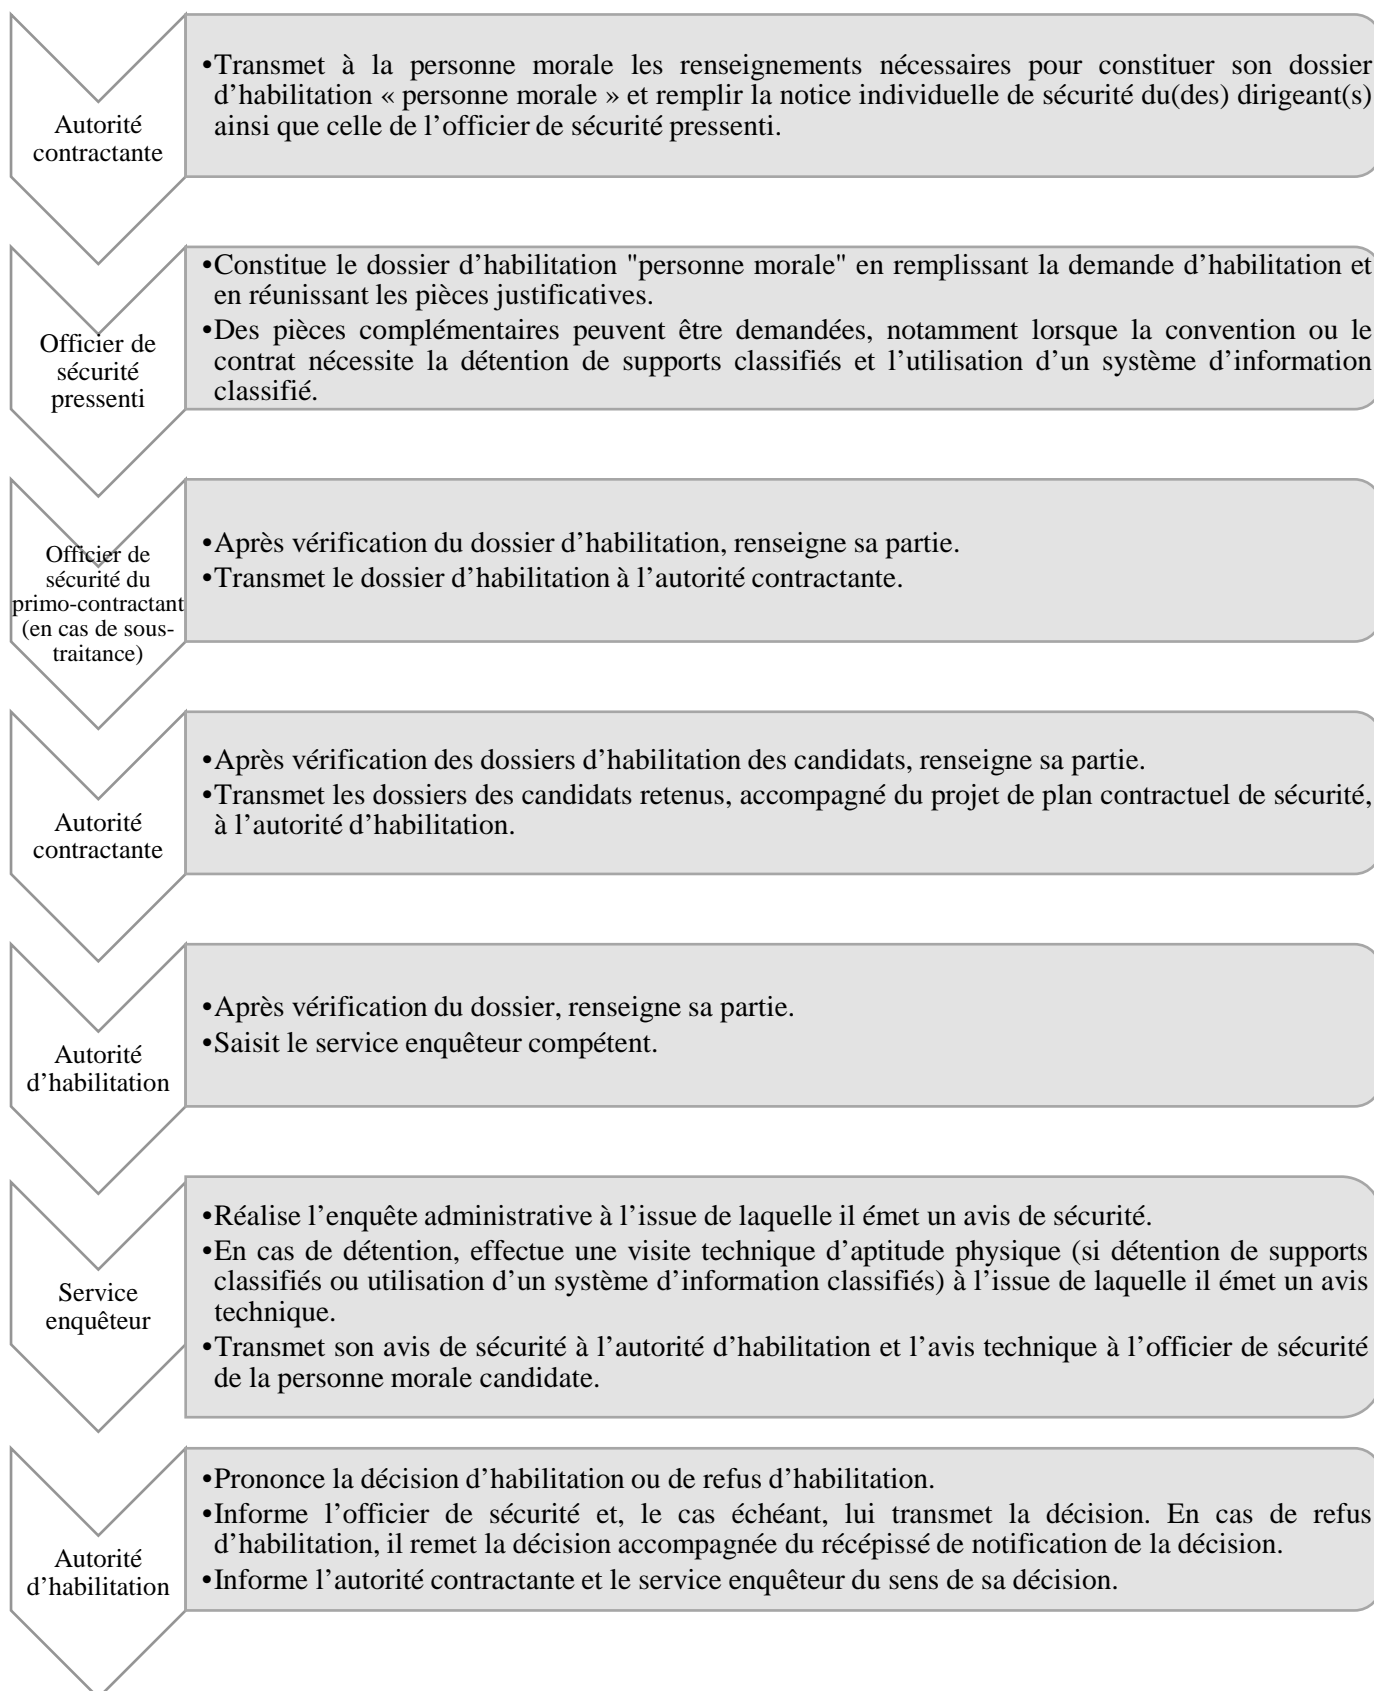 Autorité
contractante
•Transmet à la personne morale les renseignements nécessaires pour constituer son dossier
d’habilitation « personne morale » et remplir la notice individuelle de sécurité du(des) dirigeant(s)
ainsi que celle de l’officier de sécurité pressenti.
Officier de
sécurité
pressenti
•Constitue le dossier d’habilitation "personne morale" en remplissant la demande d’habilitation et
en réunissant les pièces justificatives.
•Des pièces complémentaires peuvent être demandées, notamment lorsque la convention ou le
contrat nécessite la détention de supports classifiés et l’utilisation d’un système d’information
classifié.
Officier de
sécurité du
primo-contractant
(en cas de sous-
traitance)
•Après vérification du dossier d’habilitation, renseigne sa partie.
•Transmet le dossier d’habilitation à l’autorité contractante.
Autorité
contractante
•Après vérification des dossiers d’habilitation des candidats, renseigne sa partie.
•Transmet les dossiers des candidats retenus, accompagné du projet de plan contractuel de sécurité,
à l’autorité d’habilitation.
Autorité
d’habilitation
•Après vérification du dossier, renseigne sa partie.
•Saisit le service enquêteur compétent.
Service
enquêteur
•Réalise l’enquête administrative à l’issue de laquelle il émet un avis de sécurité.
•En cas de détention, effectue une visite technique d’aptitude physique (si détention de supports
classifiés ou utilisation d’un système d’information classifiés) à l’issue de laquelle il émet un avis
technique.
•Transmet son avis de sécurité à l’autorité d’habilitation et l’avis technique à l’officier de sécurité
de la personne morale candidate.
Autorité
d’habilitation
•Prononce la décision d’habilitation ou de refus d’habilitation.
•Informe l’officier de sécurité et, le cas échéant, lui transmet la décision. En cas de refus
d’habilitation, il remet la décision accompagnée du récépissé de notification de la décision.
•Informe l’autorité contractante et le service enquêteur du sens de sa décision.